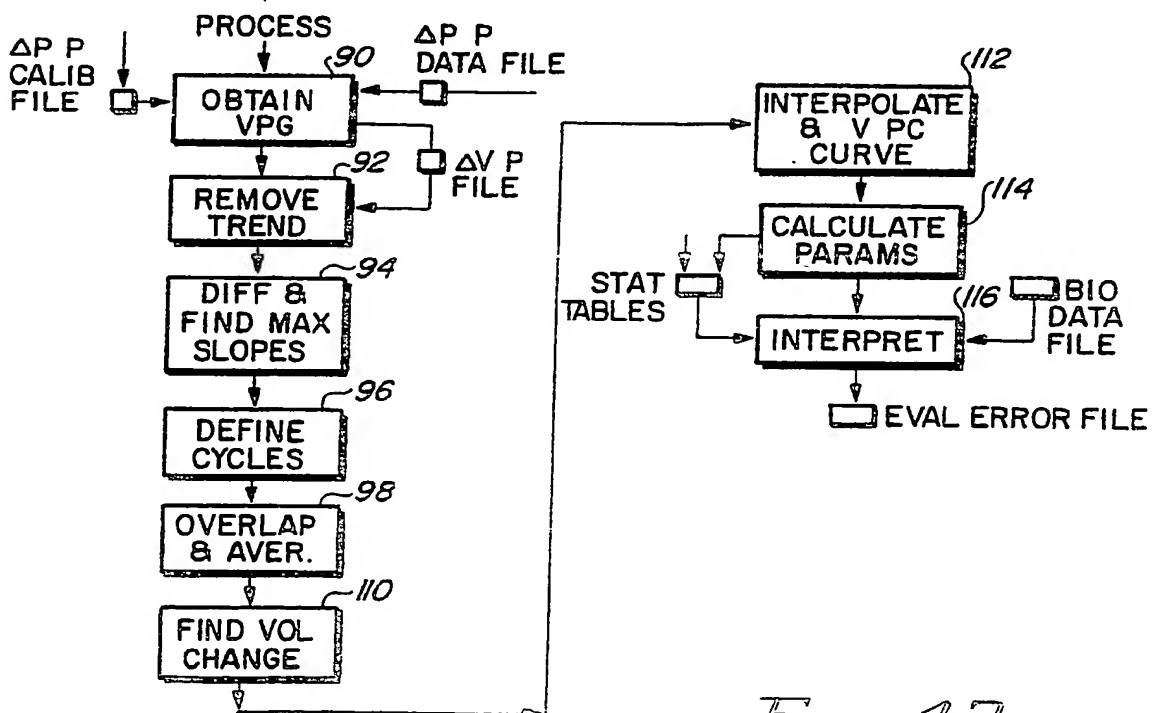 PROCESS
ΔP P
CALIB
FILE
90
OBTAIN
VPG
ΔP P
DATA FILE
ΔV P
FILE
92
REMOVE
TREND
94
DIFF &
FIND MAX
SLOPES
96
DEFINE
CYCLES
98
OVERLAP
& AVER.
110
FIND VOL
CHANGE
112
INTERPOLATE
& V PC
CURVE
114
CALCULATE
PARAMS
STAT
TABLES
116
INTERPRET
BIO
DATA
FILE
EVAL ERROR FILE